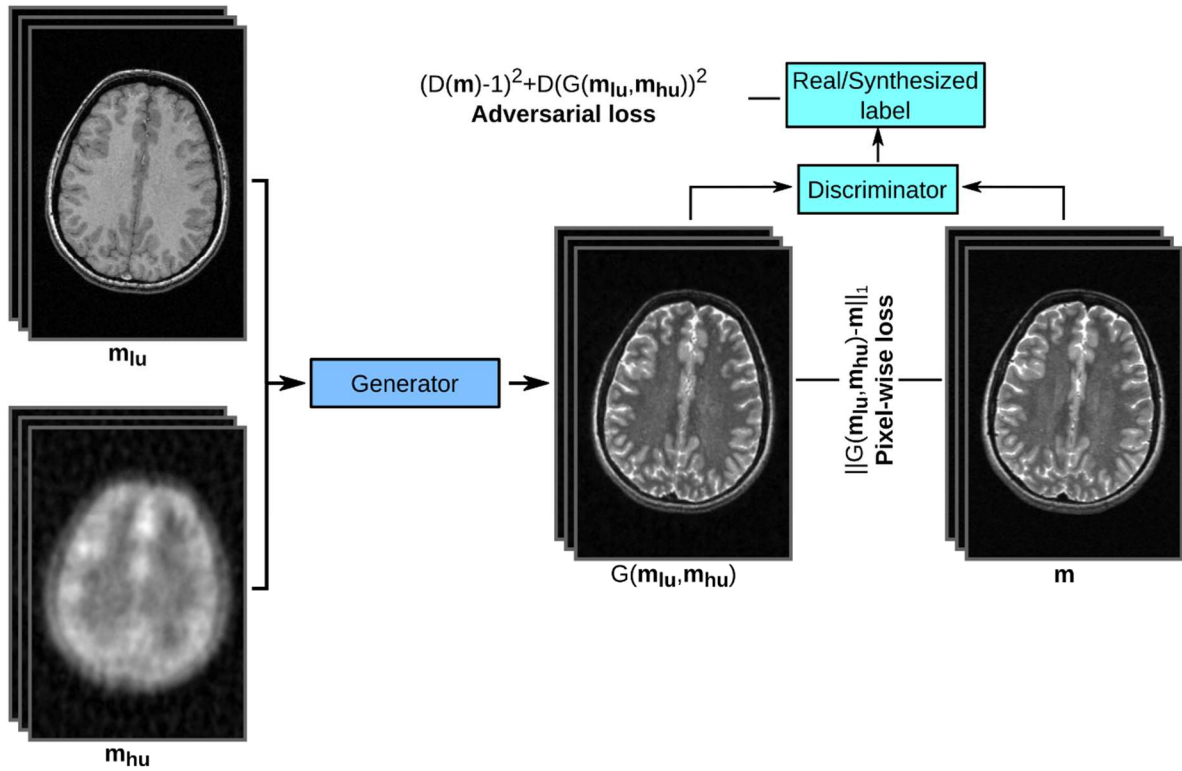 m_lu
m_hu
Generator
(D(m)-1)^2+D(G(m_lu,m_hu))^2
Adversarial loss
Real/Synthesized
label
Discriminator
||G(m_lu,m_hu)-m||_1
Pixel-wise loss
G(m_lu,m_hu)
m